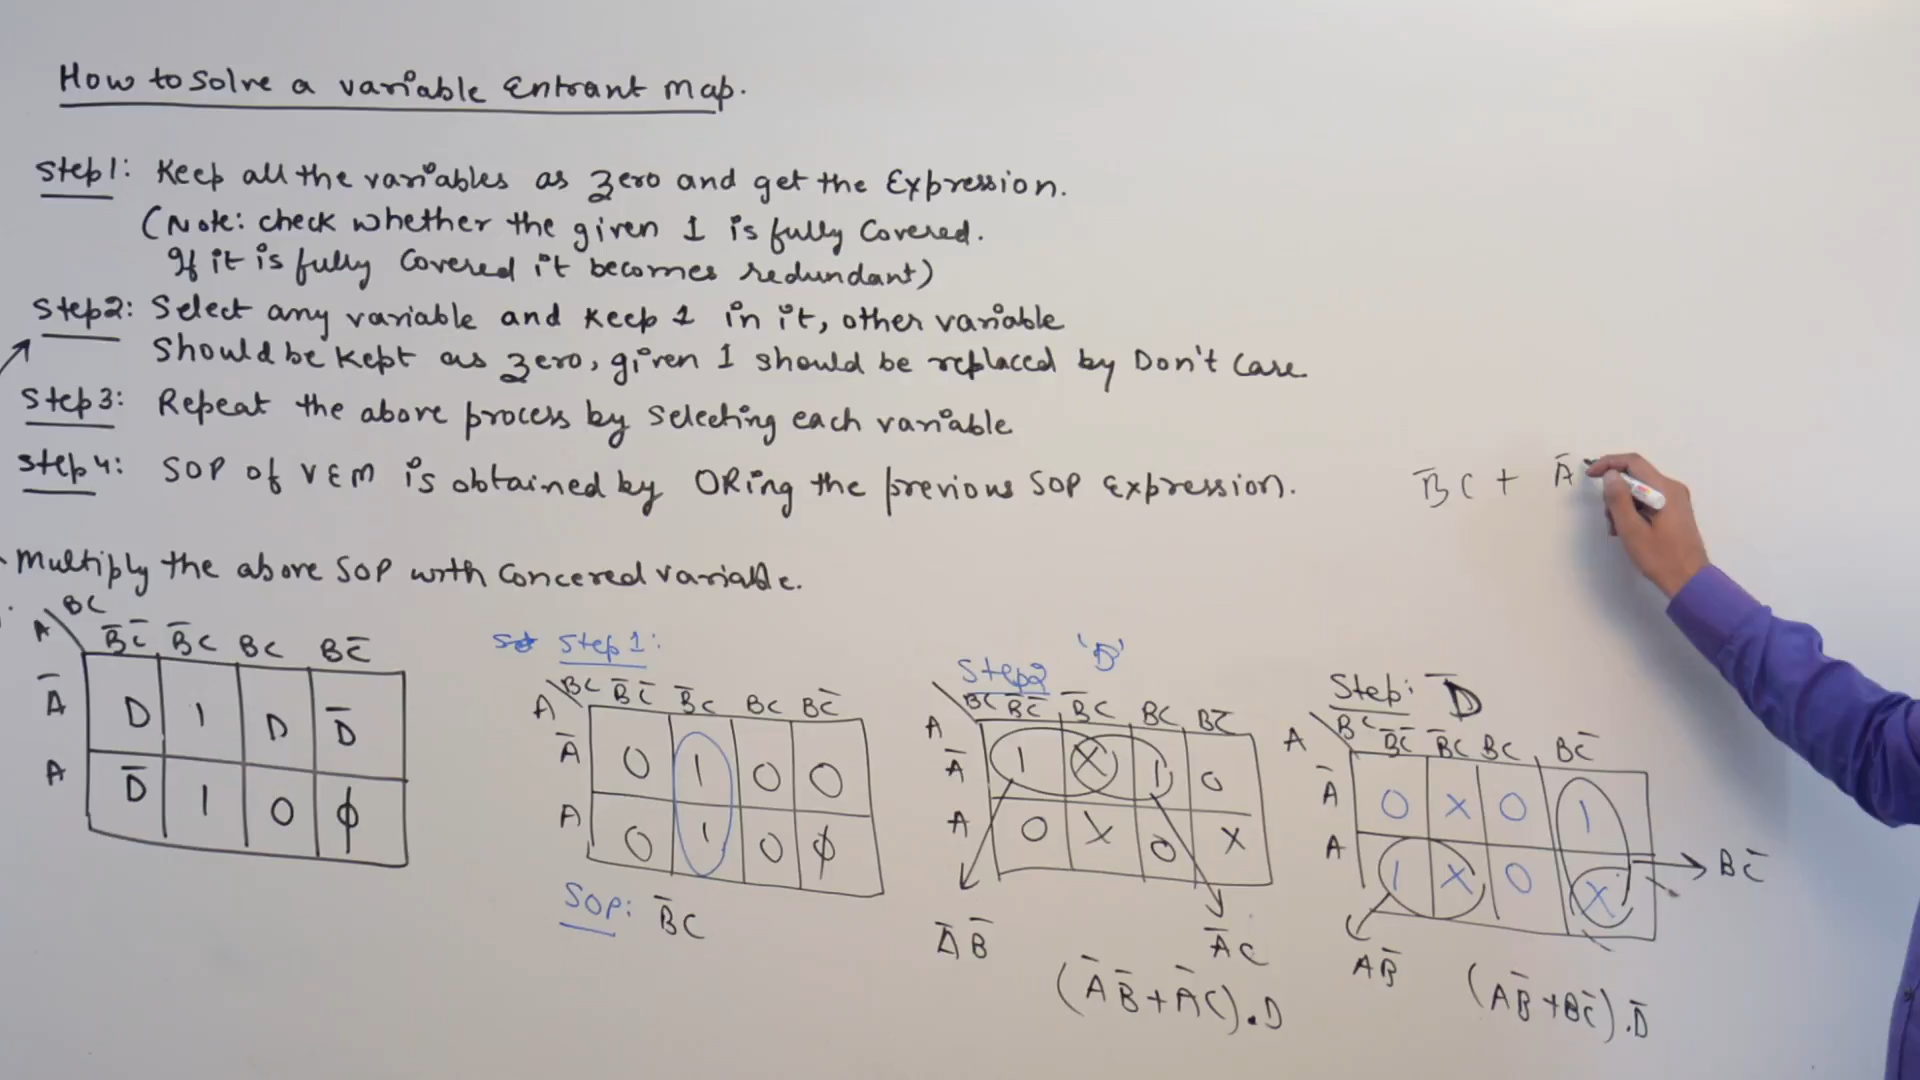 How to solve a variable Entrant map.
Step1: Keep all the variables as zero and get the Expression.
(Note: check whether the given 1 is fully Covered.
If it is fully Covered it becomes redundant)
Step2: Select any variable and keep 1 in it, other variable
should be kept as zero, given 1 should be replaced by Don't Care
Step3: Repeat the above process by selecting each variable
Step4: SOP of VEM is obtained by ORing the previous SOP expression.
B̅C + A̅
Multiply the above SOP with Concered variable.
A BC B̅C̅ B̅C BC BC̅
A̅ D 1 D D̅
A D̅ 1 0 ϕ
Step1:
A BC B̅C̅ B̅C BC BC̅
A̅ 0 1 0 0
A 0 1 0 ϕ
SOP: B̅C
Step2 'D'
A BC B̅C̅ B̅C BC BC̅
A̅ 1 X 1 0
A 0 X 0 X
A̅B̅ A̅C
(A̅B̅+A̅C).D
Step: D̅
A BC B̅C̅ B̅C BC BC̅
A̅ 0 X 0 1
A 1 X 0 X
BC̅
AB̅
(AB̅+BC̅).D̅